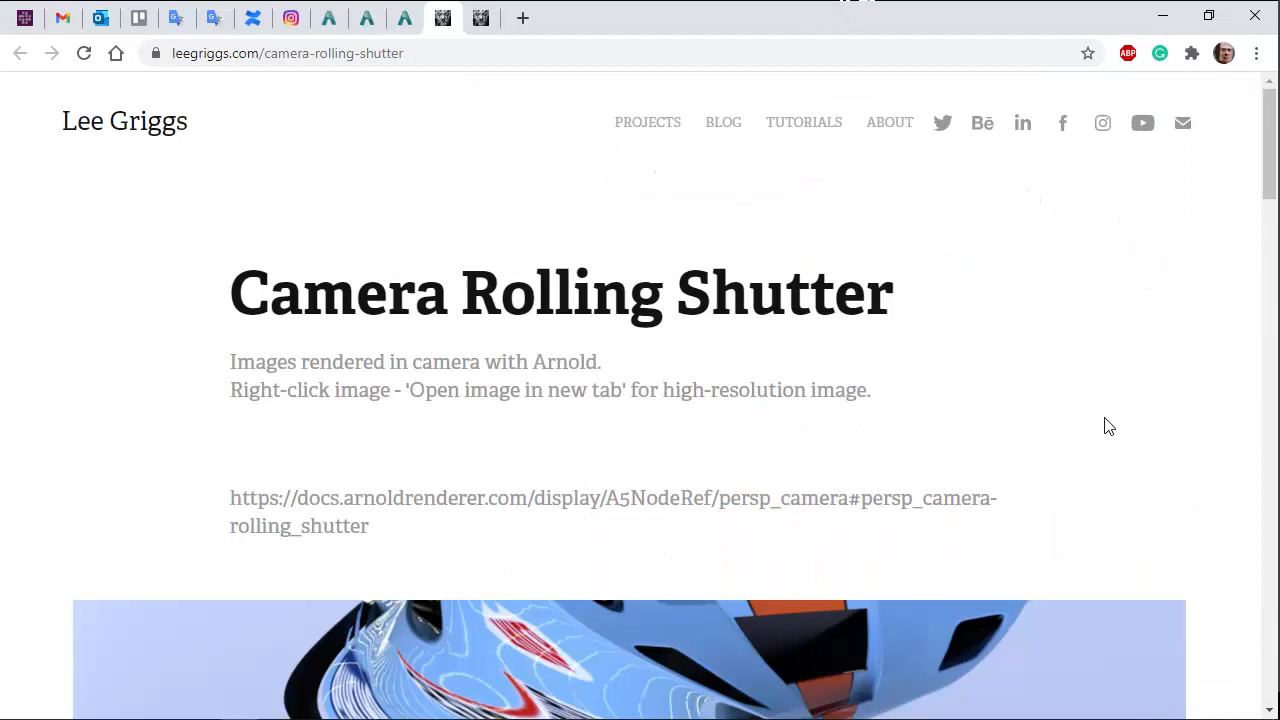 leegriggs.com/camera-rolling-shutter
ABP
Lee Griggs
PROJECTS BLOG TUTORIALS ABOUT
Camera Rolling Shutter
Images rendered in camera with Arnold.
Right-click image - 'Open image in new tab' for high-resolution image.
https://docs.arnoldrenderer.com/display/A5NodeRef/persp_camera#persp_camera-
rolling_shutter